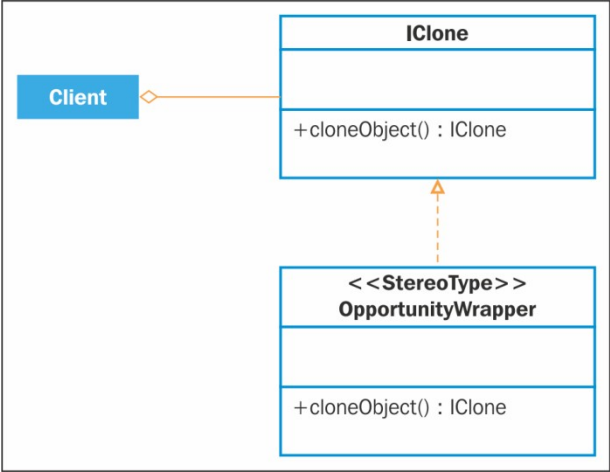 IClone
Client
+cloneObject() : IClone
<<StereoType>>
OpportunityWrapper
+cloneObject() : IClone